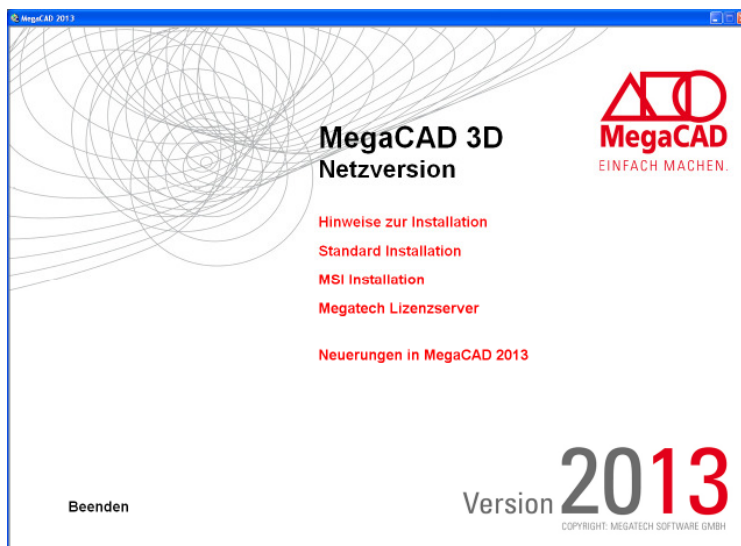 MegaCAD 2013
MegaCAD 3D
Netzversion
MegaCAD
EINFACH MACHEN.
Hinweise zur Installation
Standard Installation
MSI Installation
Megatech Lizenzserver
Neuerungen in MegaCAD 2013
Beenden
Version 2013
COPYRIGHT: MEGATECH SOFTWARE GMBH